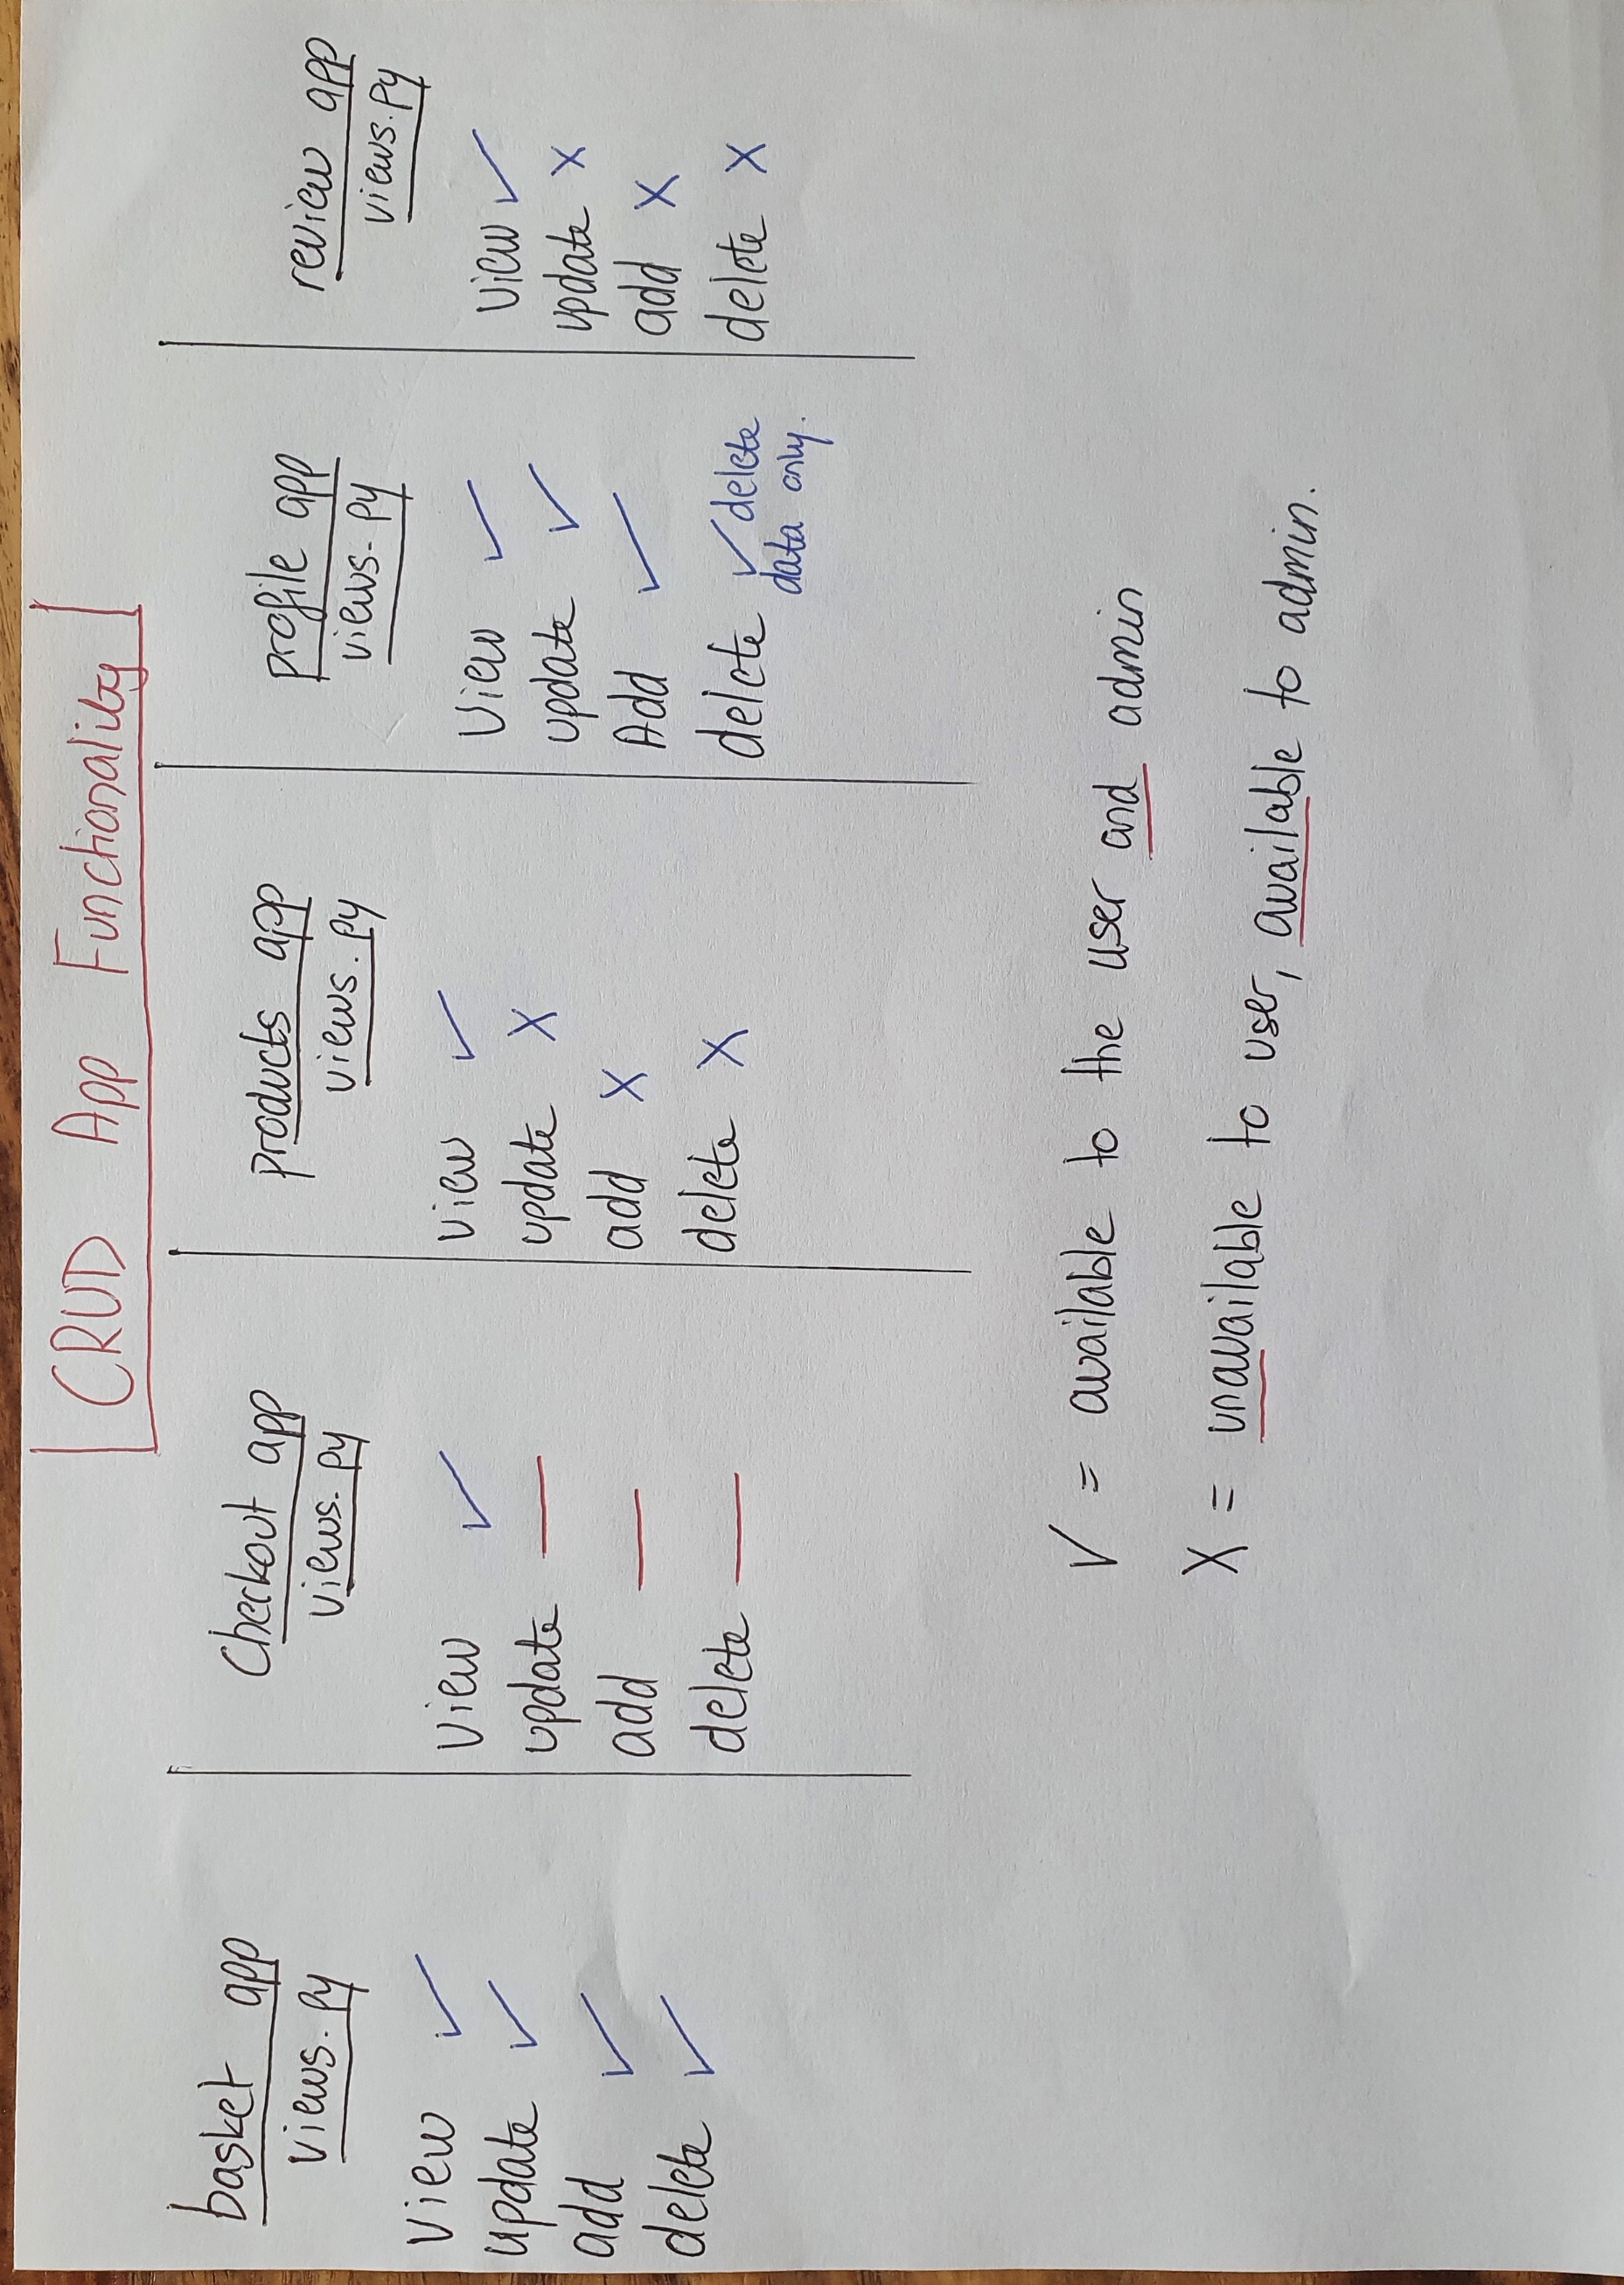 CRUD App Functionality
basket app
views.py
view ✓
update ✓
add ✓
delete ✓
Checkout app
views.py
view ✓
update —
add —
delete —
products app
views.py
view ✓
update X
add X
delete X
profile app
views.py
view ✓
update ✓
Add ✓
delete ✓ delete
data only.
review app
views.py
view ✓
update X
add X
delete X
✓ = available to the user and admin
X = unavailable to user, available to admin.